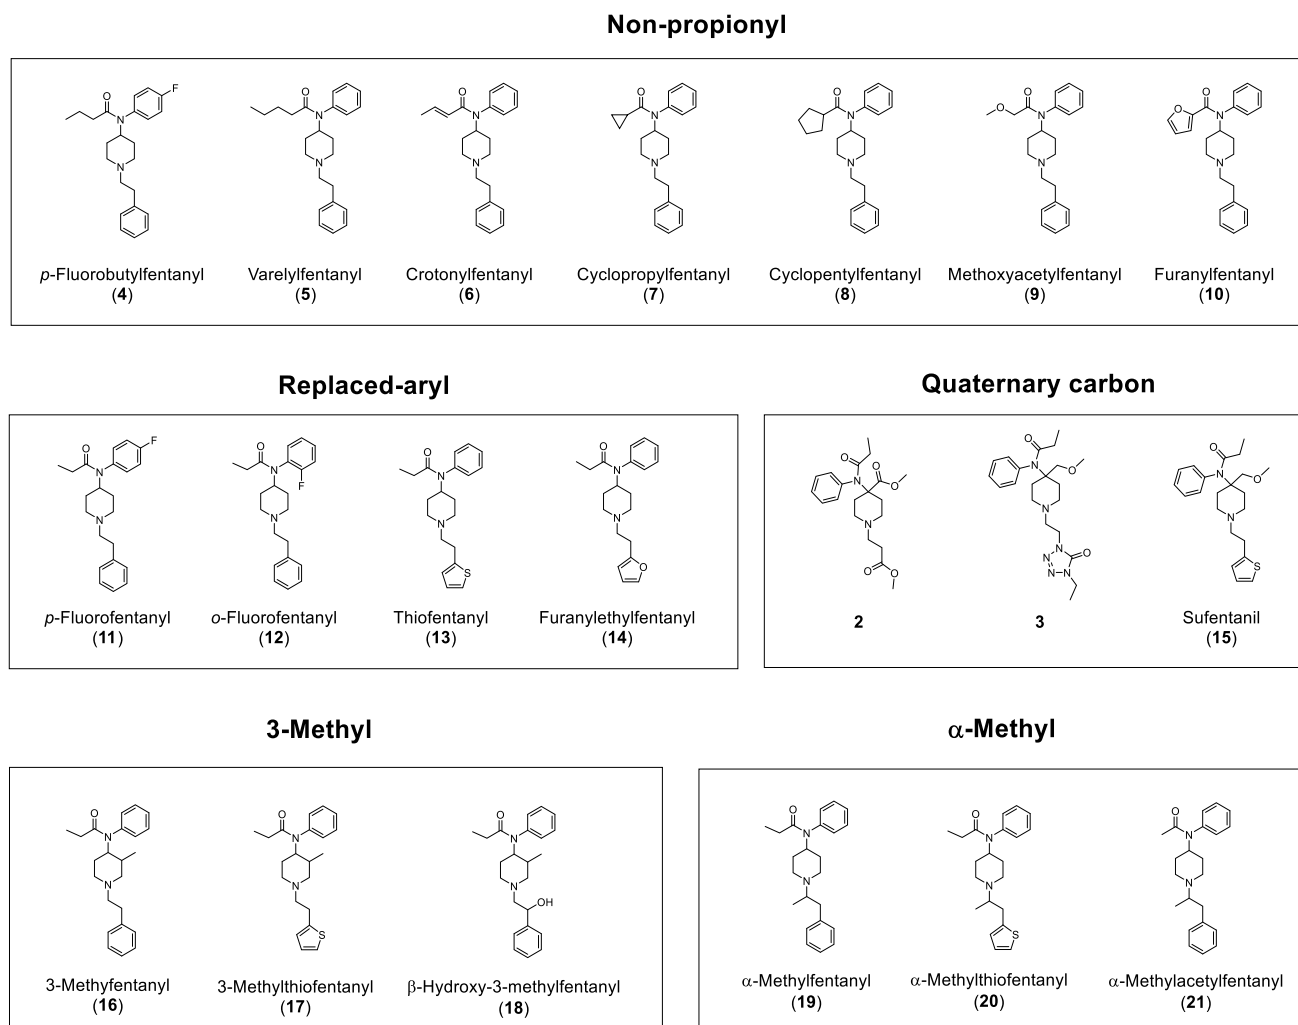 Non-propionyl
O F N N
O N N
O N N
O N N
O N N
O O N N
O O N N
p-Fluorobutylfentanyl Varelylfentanyl Crotonylfentanyl Cyclopropylfentanyl Cyclopentylfentanyl Methoxyacetylfentanyl Furanylfentanyl
(4) (5) (6) (7) (8) (9) (10)
Replaced-aryl Quaternary carbon
O F N N
O N F N
O N N S
O N N O
O O N O N O O
O N O N N N N N O
O N O N S
p-Fluorofentanyl o-Fluorofentanyl Thiofentanyl Furanylethylfentanyl 2 3 Sufentanil
(11) (12) (13) (14) (15)
3-Methyl α-Methyl
O N N
O N N S
O N N OH
O N N
O N N S
O N N
3-Methyfentanyl 3-Methylthiofentanyl β-Hydroxy-3-methylfentanyl α-Methylfentanyl α-Methylthiofentanyl α-Methylacetylfentanyl
(16) (17) (18) (19) (20) (21)